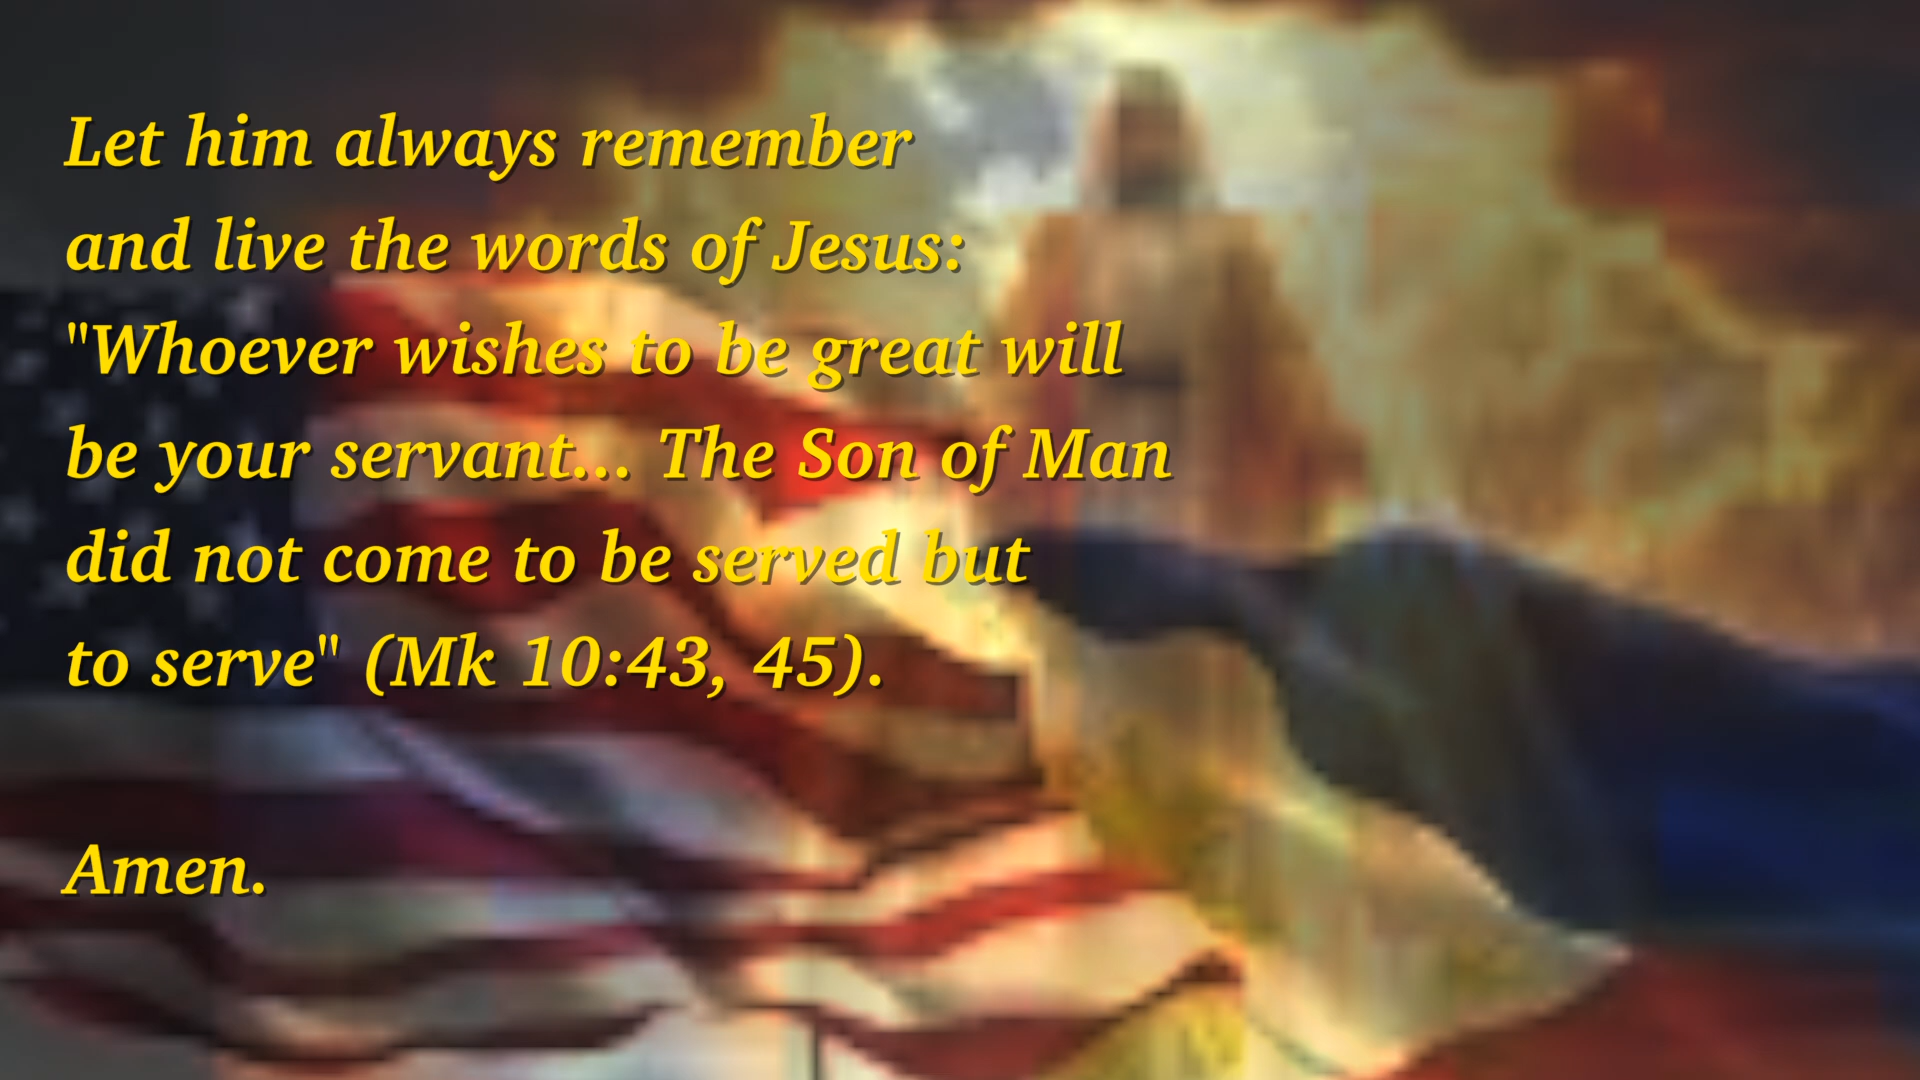 Let him always remember
and live the words of Jesus:
"Whoever wishes to be great will
be your servant... The Son of Man
did not come to be served but
to serve" (Mk 10:43, 45).
Amen.